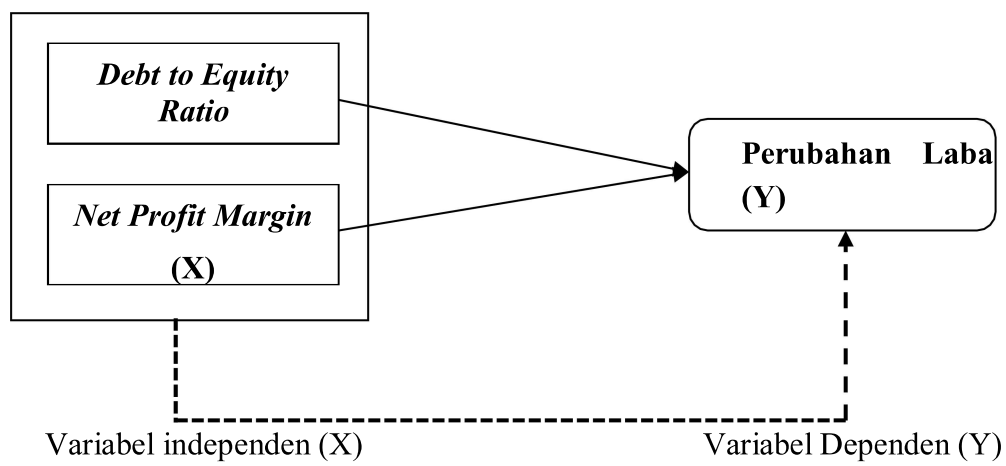 Debt to Equity
Ratio
Net Profit Margin
(X)
Perubahan Laba
(Y)
Variabel independen (X)
Variabel Dependen (Y)